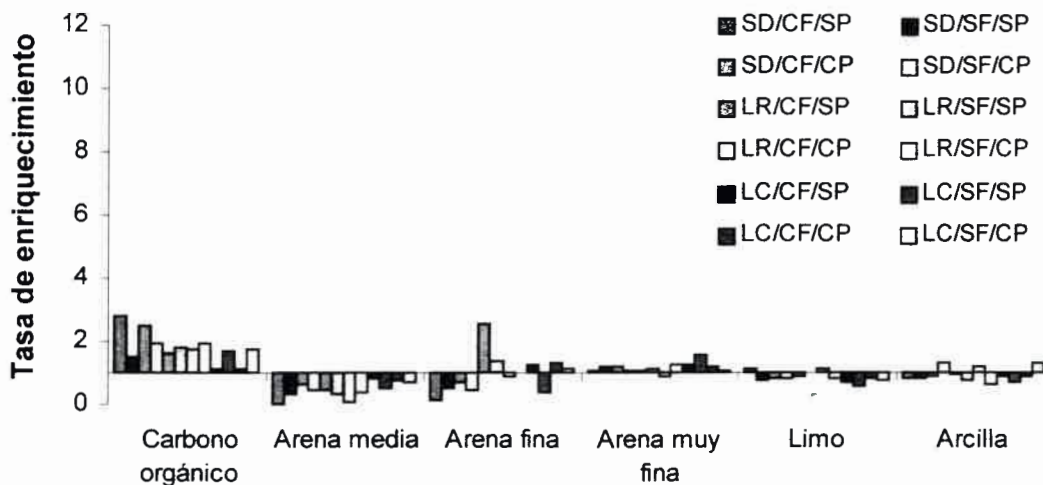 Tasa de enriquecimiento
12
10
8
6
4
2
0
SD/CF/SP
SD/SF/SP
SD/CF/CP
SD/SF/CP
LR/CF/SP
LR/SF/SP
LR/CF/CP
LR/SF/CP
LC/CF/SP
LC/SF/SP
LC/CF/CP
LC/SF/CP
Carbono
orgánico
Arena media
Arena fina
Arena muy
fina
Limo
Arcilla